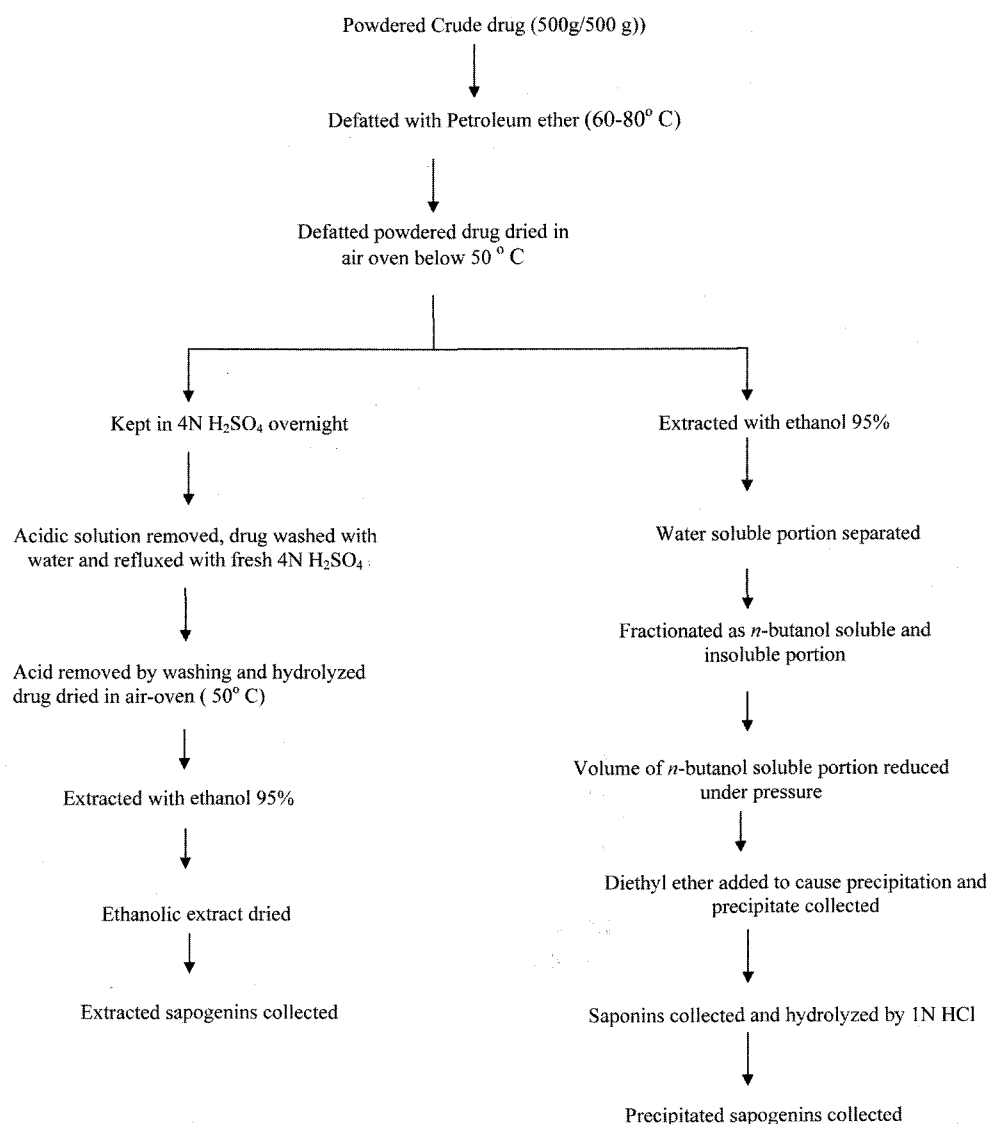 Powdered Crude drug (500g/500 g))
Defatted with Petroleum ether (60-80° C)
Defatted powdered drug dried in
air oven below 50 ° C
Kept in 4N H₂SO₄ overnight
Acidic solution removed, drug washed with
water and refluxed with fresh 4N H₂SO₄
Acid removed by washing and hydrolyzed
drug dried in air-oven ( 50° C)
Extracted with ethanol 95%
Ethanolic extract dried
Extracted sapogenins collected
Extracted with ethanol 95%
Water soluble portion separated
Fractionated as n-butanol soluble and
insoluble portion
Volume of n-butanol soluble portion reduced
under pressure
Diethyl ether added to cause precipitation and
precipitate collected
Saponins collected and hydrolyzed by 1N HCl
Precipitated sapogenins collected